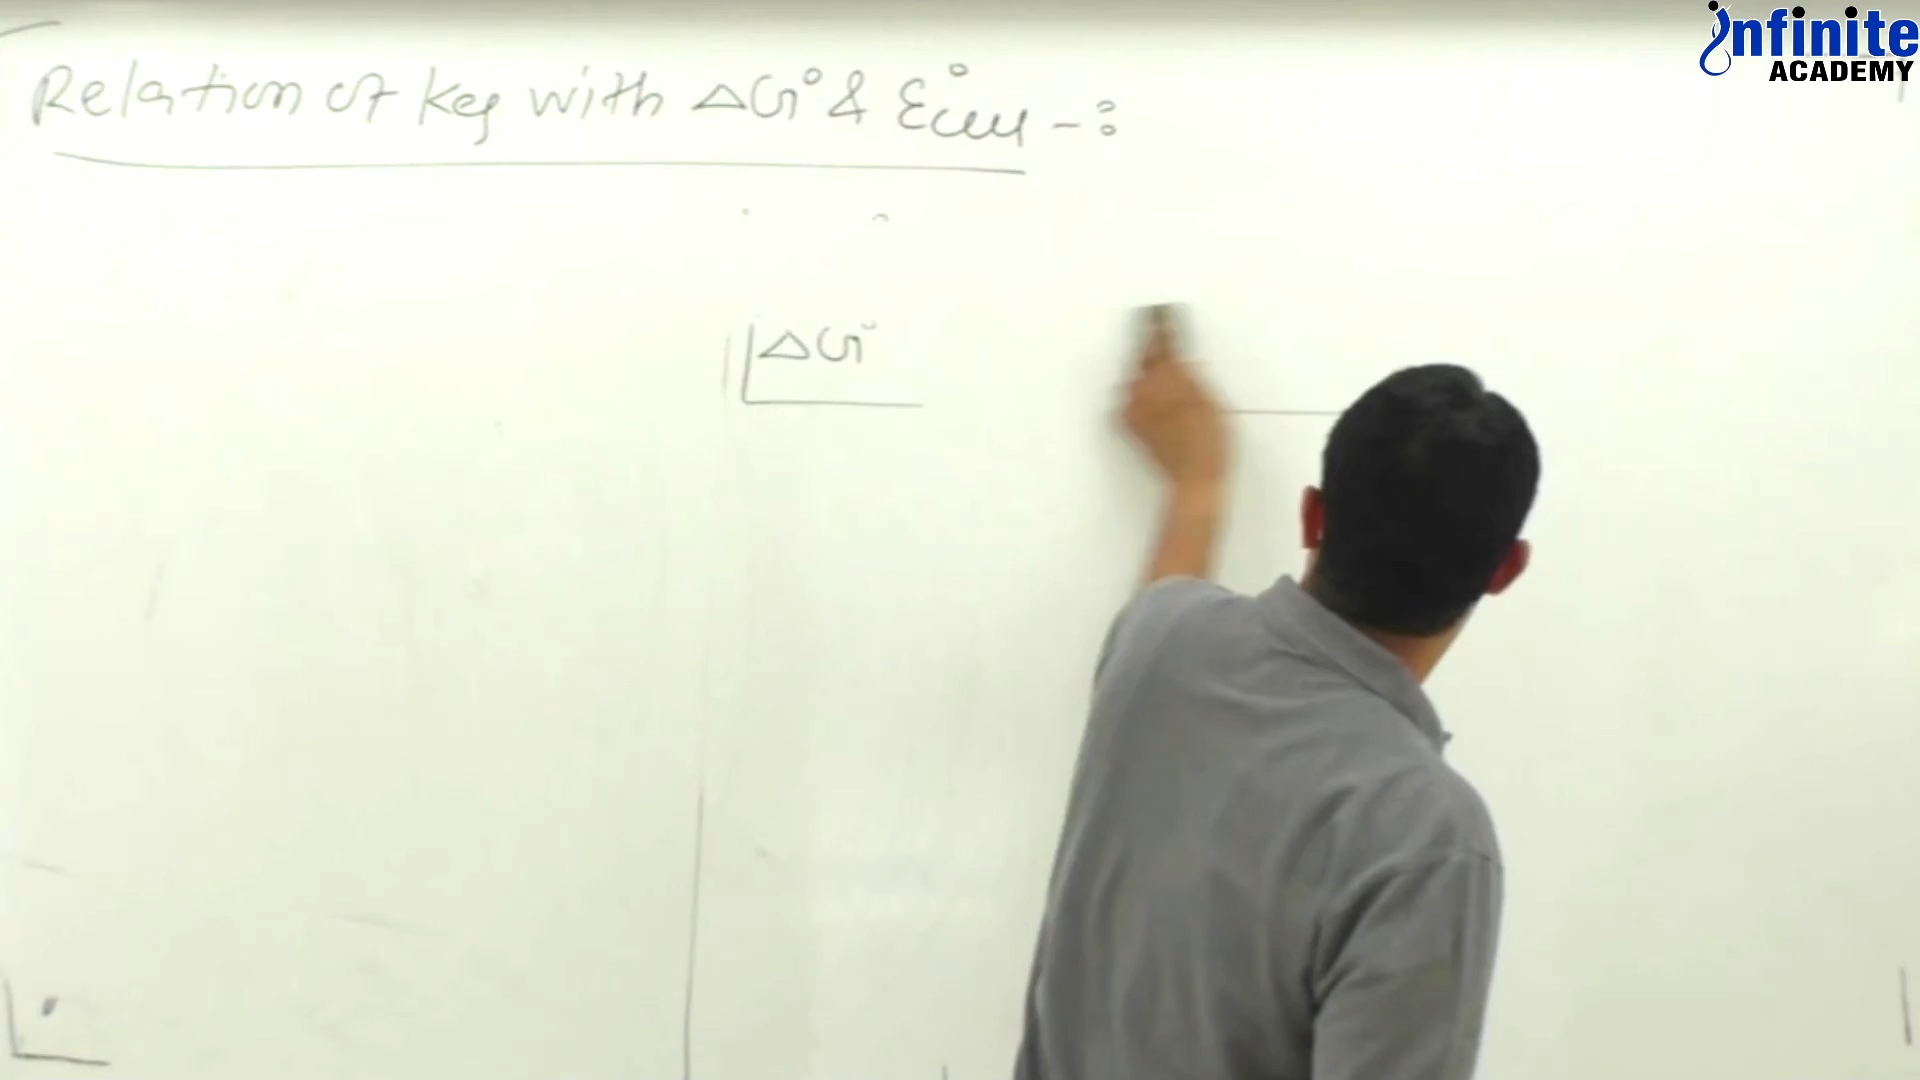 infinite
ACADEMY
Relation of Keq with ΔG° & E°cell -:
ΔG°